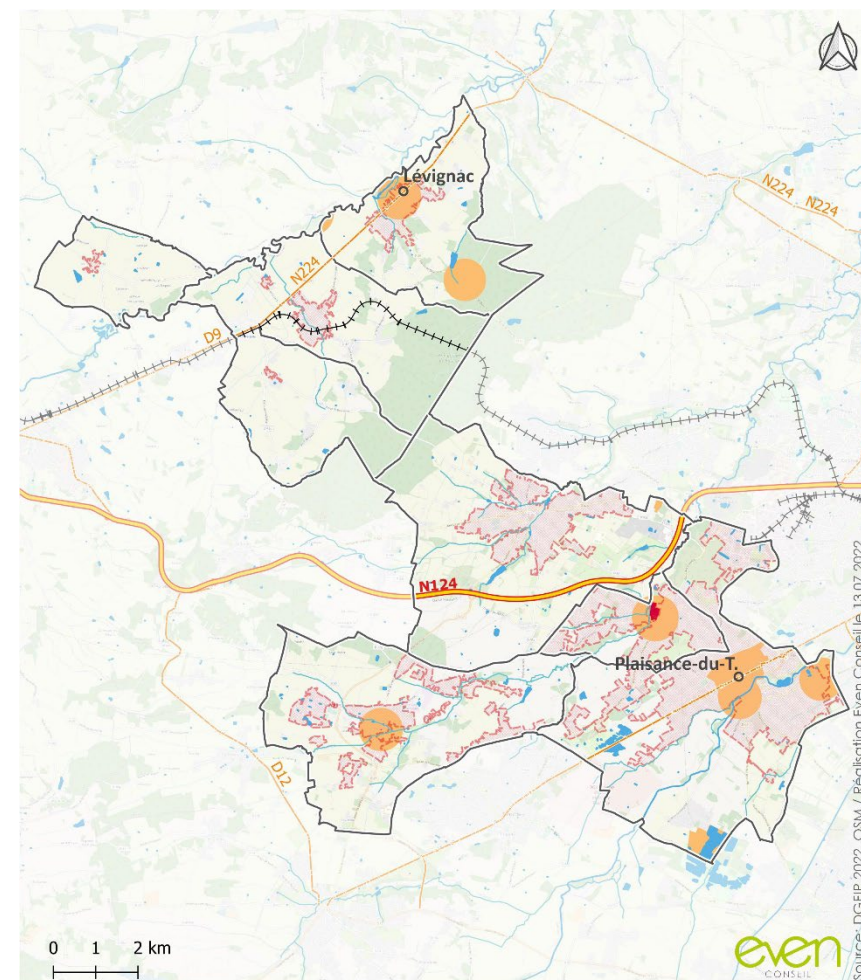 Lévignac
N224
N224
N224
D9
N124
Plaisance-du-T.
D12
0 1 2 km
even
CONSEIL
Source: DGFIP 2022, OSM / Réalisation Even Conseil le 13.07.2022